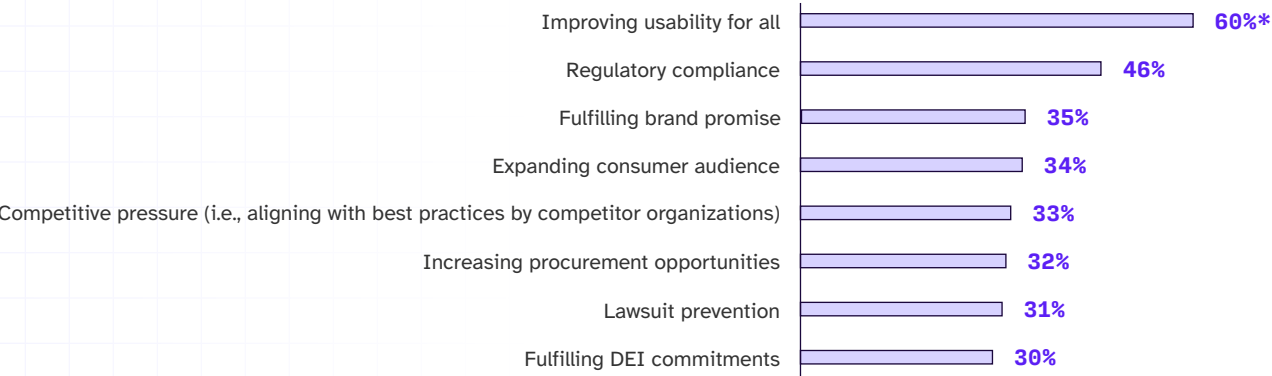 Improving usability for all 60%*
Regulatory compliance 46%
Fulfilling brand promise 35%
Expanding consumer audience 34%
Competitive pressure (i.e., aligning with best practices by competitor organizations) 33%
Increasing procurement opportunities 32%
Lawsuit prevention 31%
Fulfilling DEI commitments 30%